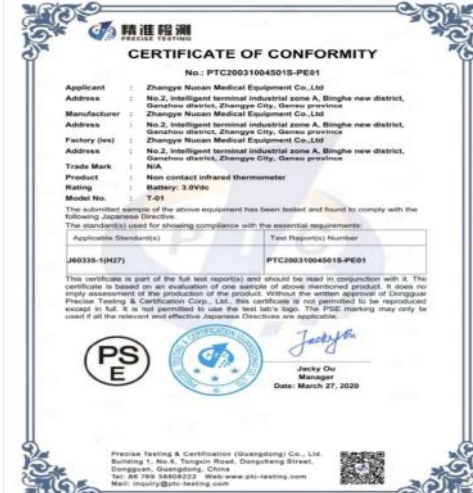 精准检测
PRECISE TESTING
CERTIFICATE OF CONFORMITY
No.: PTC20031004501S-PE01
Applicant : Zhangye Nuoan Medical Equipment Co.,Ltd
Address : No.2, Intelligent terminal industrial zone A, Binghe new district,
Ganzhou district, Zhangye City, Gansu province
Manufacturer : Zhangye Nuoan Medical Equipment Co.,Ltd
Address : No.2, Intelligent terminal industrial zone A, Binghe new district,
Ganzhou district, Zhangye City, Gansu province
Factory (ies) : Zhangye Nuoan Medical Equipment Co.,Ltd
Address : No.2, Intelligent terminal industrial zone A, Binghe new district,
Ganzhou district, Zhangye City, Gansu province
Trade Mark : N/A
Product : Non contact infrared thermometer
Rating : Battery: 3.0Vdc
Model No. : T-01
The submitted sample of the above equipment has been tested and found to comply with the
following Japanese Directive.
The standard(s) used for showing compliance with the essential requirements:
Applicable Standard(s) Test Report(s) Number
J60335-1(H27) PTC20031004501S-PE01
This certificate is part of the full test report(s) and should be read in conjunction with it. This
certificate is based on an evaluation of one sample of above mentioned product. It does no
imply assessment of the production of the product. Without the written approval of Dongguan
Precise Testing & Certification Corp., Ltd., this certificate is not permitted to be reproduced
except in full. It is not permitted to use the test lab's logo. The PSE marking may only be
used if all the relevant and effective Japanese Directives are applicable.
PS
E
Jacky Ou
Manager
Date: March 27, 2020
Precise Testing & Certification (Guangdong) Co., Ltd.
Building 1, No.6, Tongxin Road, Dongcheng Street,
Dongguan, Guangdong, China
Tel: 86 769 38808222 Web:www.ptc-testing.com
Mail: inquiry@ptc-testing.com